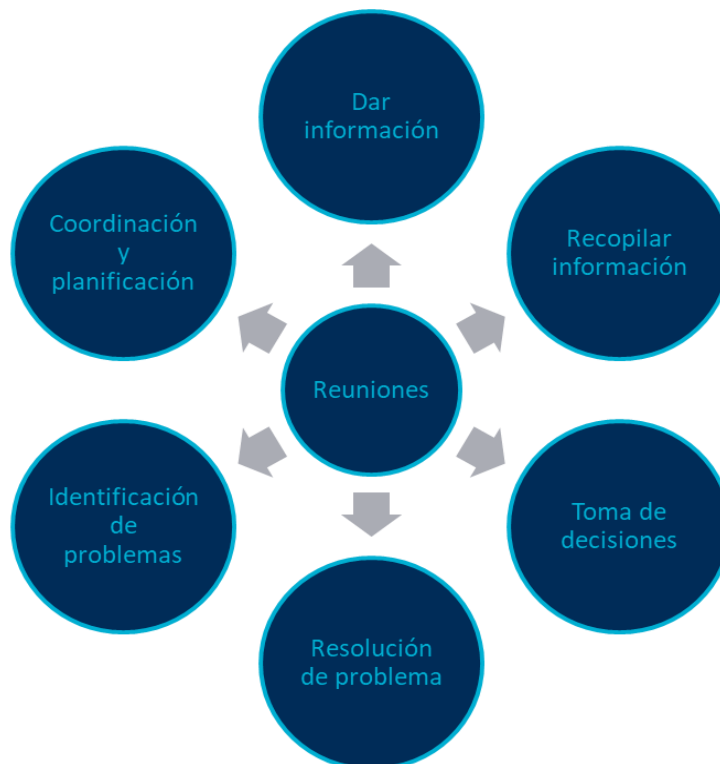 Dar
información
Recopilar
información
Toma de
decisiones
Resolución
de problema
Identificación
de
problemas
Coordinación
y
planificación
Reuniones